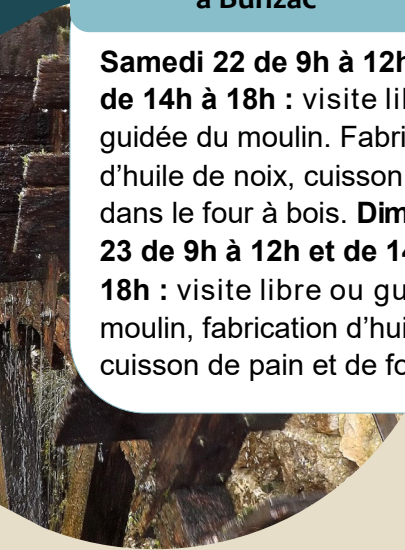 à Bunzac
Samedi 22 de 9h à 12h
de 14h à 18h : visite li
guidée du moulin. Fabri
d'huile de noix, cuisson
dans le four à bois. Dim
23 de 9h à 12h et de 14
18h : visite libre ou gu
moulin, fabrication d'hui
cuisson de pain et de fo